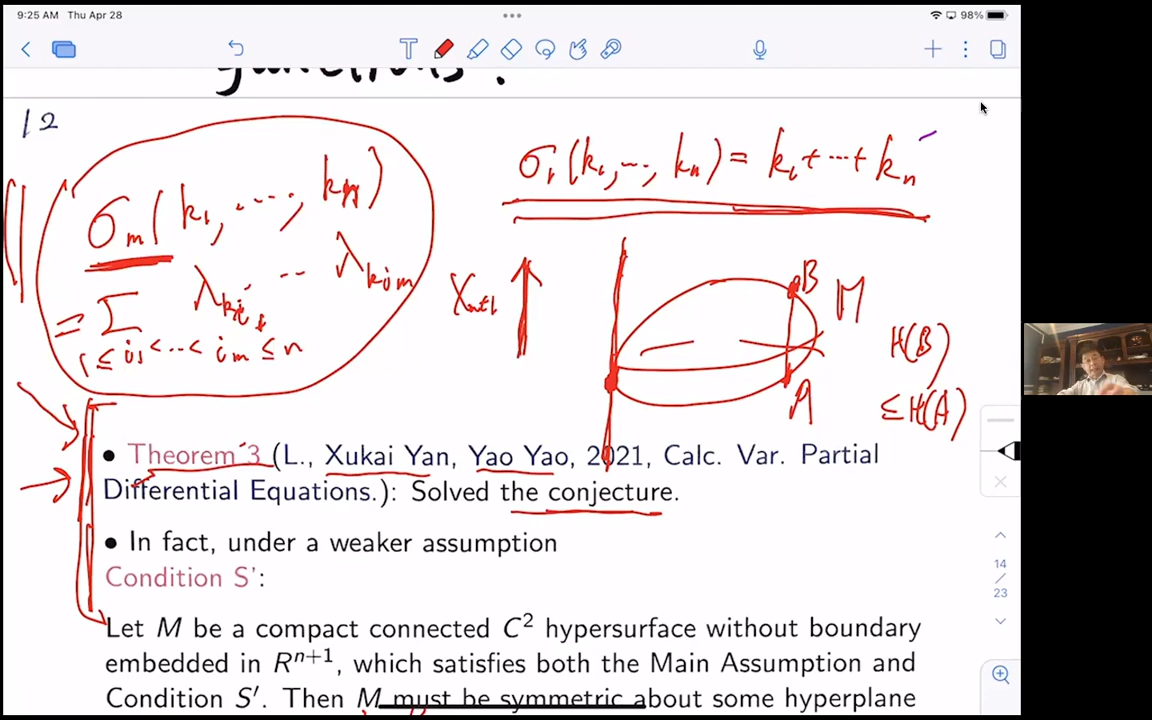 9:25 AM Thu Apr 28
98%
functions.
12
σ₁(k₁,..., kₙ) = k₁+...+kₙ
σₘ(k₁, ....., kₙ)
= Σ
1 ≤ i₁ <...< iₘ ≤ n
Xₙ₊₁
B
M
A
H(B)
≤ H(A)
• Theorem 3 (L., Xukai Yan, Yao Yao, 2021, Calc. Var. Partial
Differential Equations.): Solved the conjecture.
• In fact, under a weaker assumption
Condition S':
Let M be a compact connected C² hypersurface without boundary
embedded in Rⁿ⁺¹, which satisfies both the Main Assumption and
Condition S′. Then M must be symmetric about some hyperplane
14
/
23